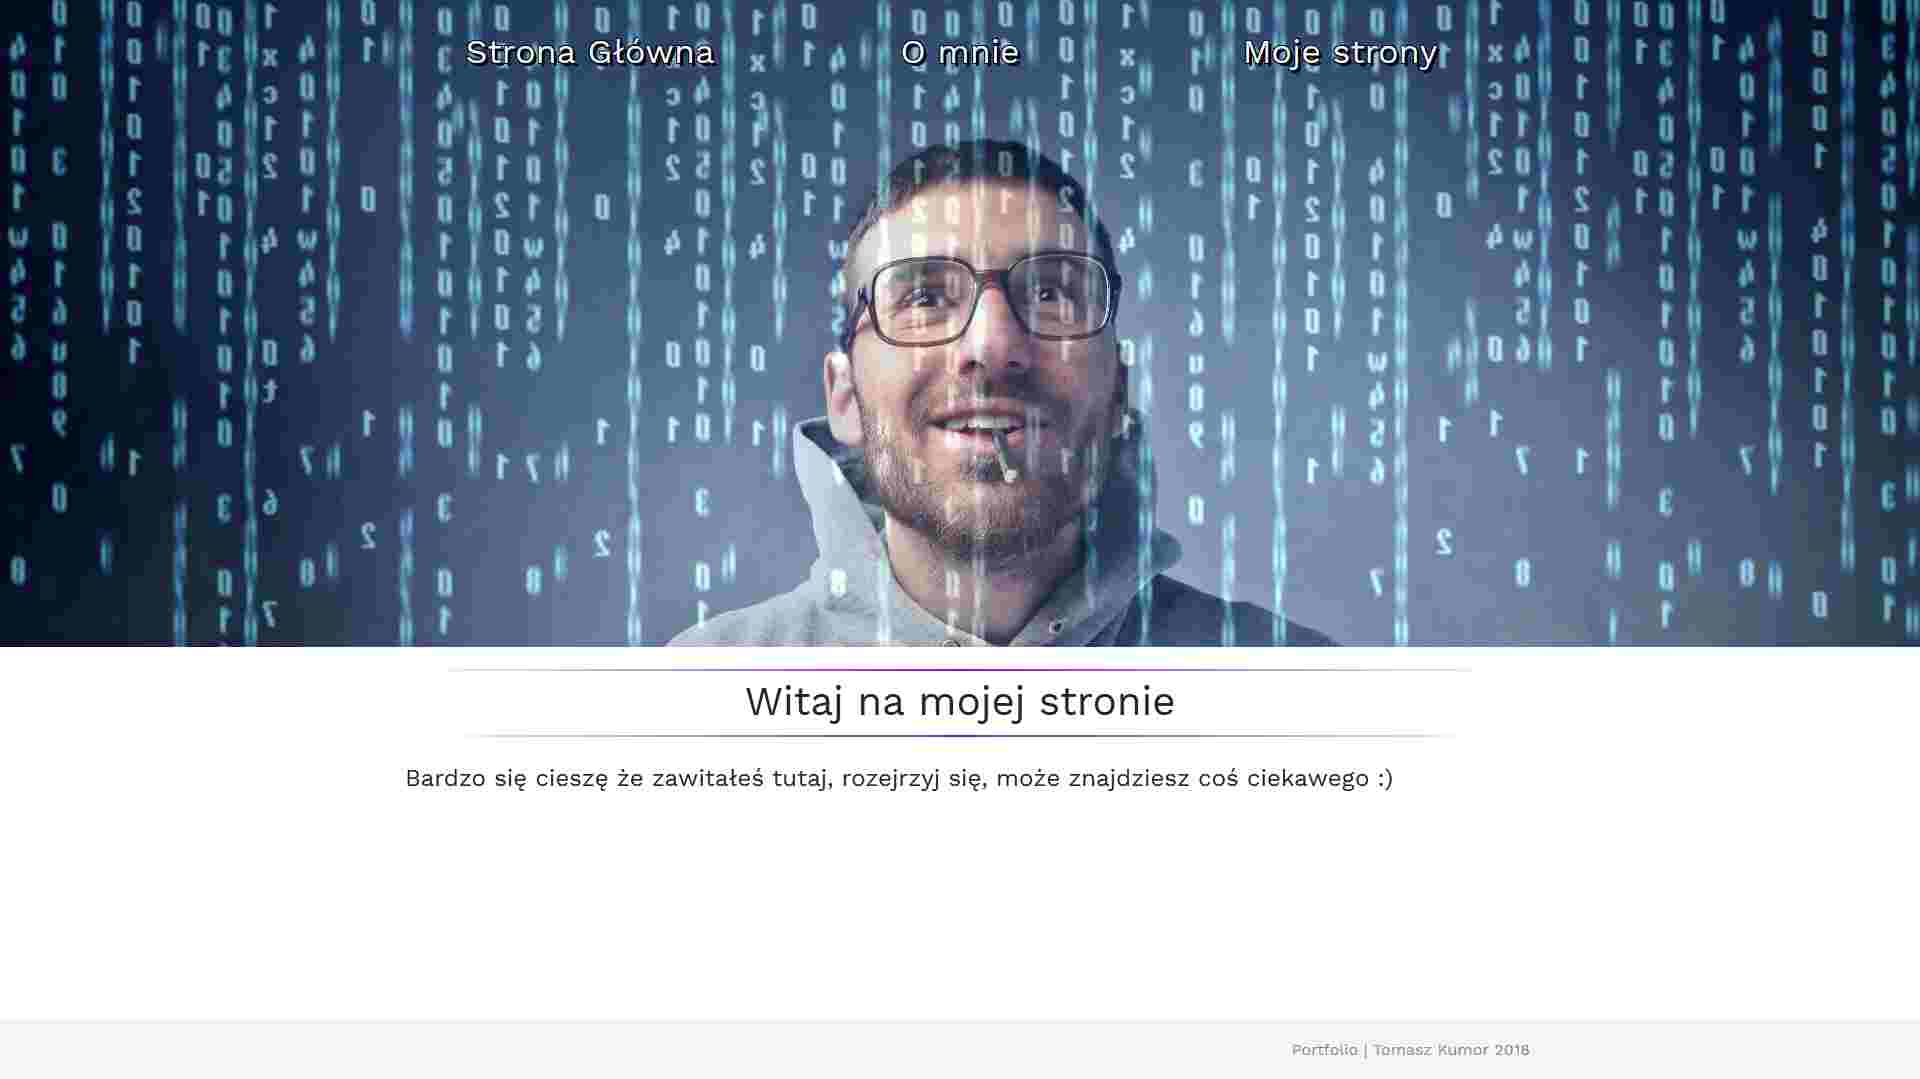 Strona Główna O mnie Moje strony
Witaj na mojej stronie
Bardzo się cieszę że zawitałeś tutaj, rozejrzyj się, może znajdziesz coś ciekawego :)
Portfolio | Tomasz Kumor 2018